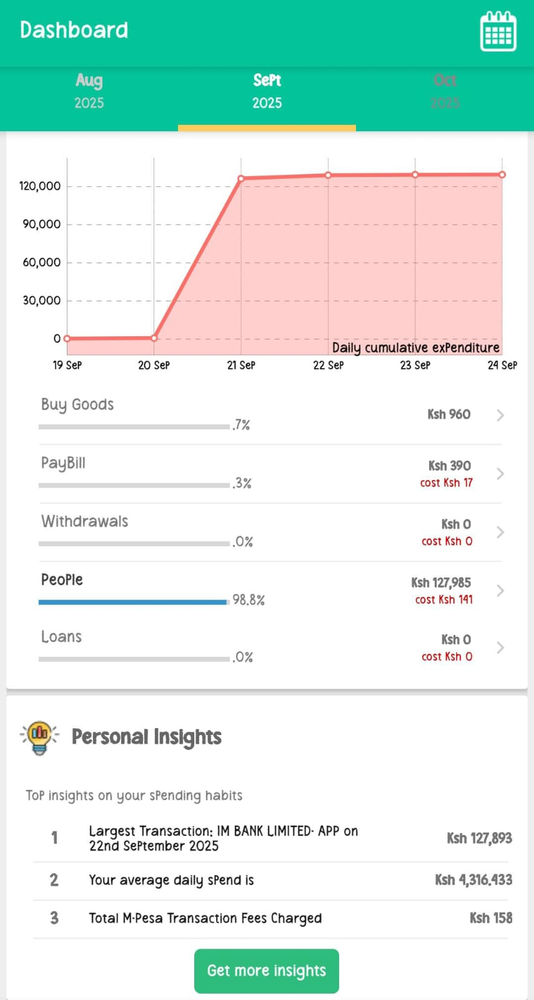 Dashboard
Aug
2025
Sept
2025
Oct
2025
120,000
90,000
60,000
30,000
0
Daily cumulative expenditure
19 Sep
20 Sep
21 Sep
22 Sep
23 Sep
24 Sep
Buy Goods
.7%
Ksh 960
PayBill
.3%
Ksh 390
cost Ksh 17
Withdrawals
.0%
Ksh 0
cost Ksh 0
People
98.8%
Ksh 127,985
cost Ksh 141
Loans
.0%
Ksh 0
cost Ksh 0
Personal Insights
Top insights on your spending habits
1
Largest Transaction: IM BANK LIMITED- APP on
22nd September 2025
Ksh 127,893
2
Your average daily spend is
Ksh 4,316.433
3
Total M-Pesa Transaction Fees Charged
Ksh 158
Get more insights